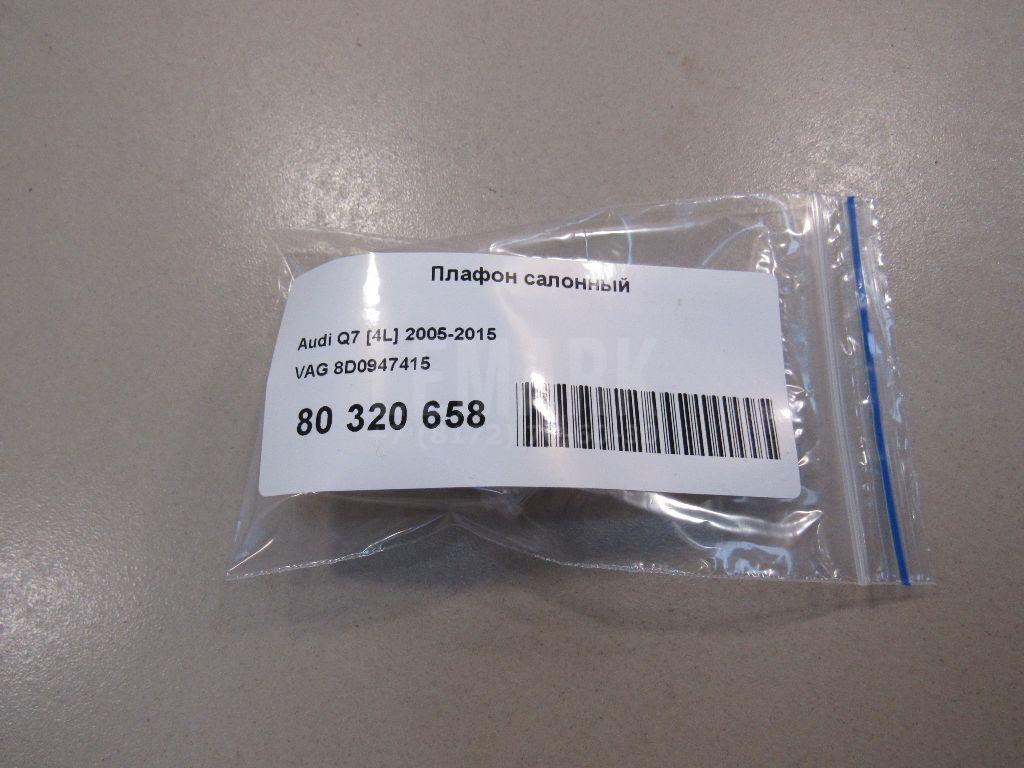 Плафон салонный
Audi Q7 [4L] 2005-2015
VAG 8D0947415
80 320 658